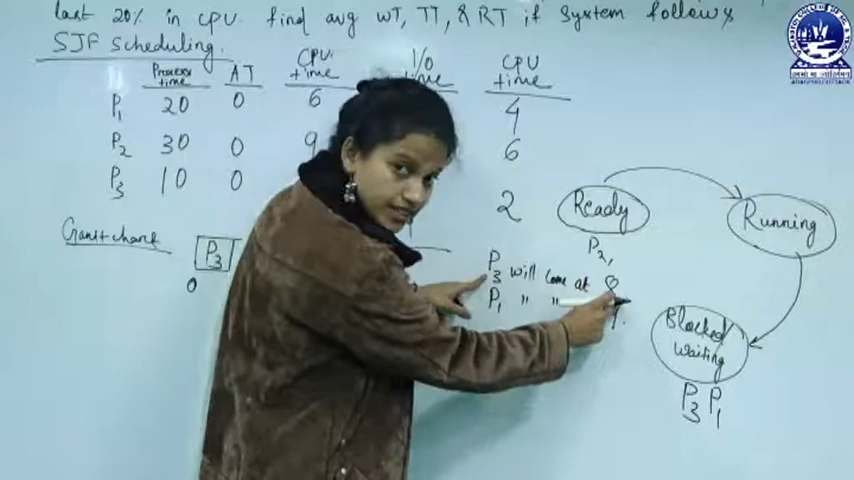 last 20% in CPU. find avg WT, TT, & RT if system follows
SJF scheduling.
Process time AT CPU time I/O time CPU time
P1 20 0 6 4
P2 30 0 9 6
P3 10 0 2
Gantt chart P3
0
P3 will come at 8
P1 " "
Ready
P2,
Running
Blocked/
waiting
P3 P1